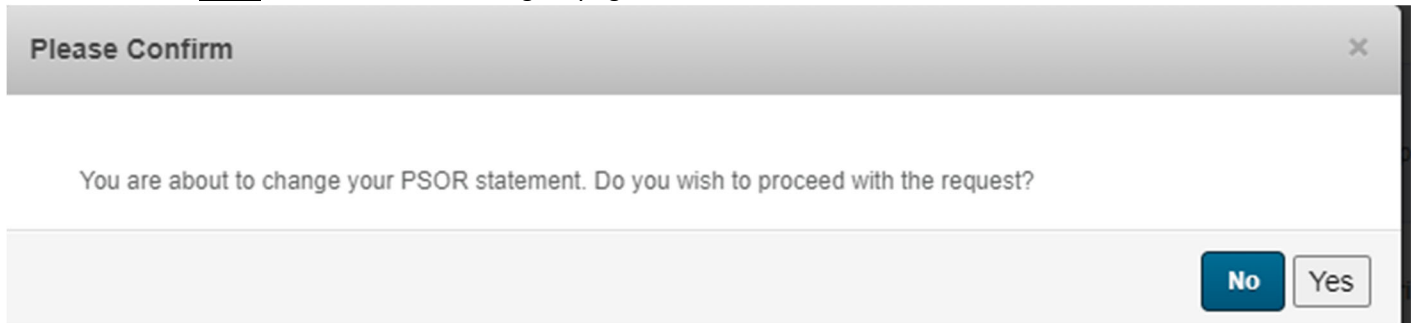 Please Confirm ×
You are about to change your PSOR statement. Do you wish to proceed with the request?
No Yes